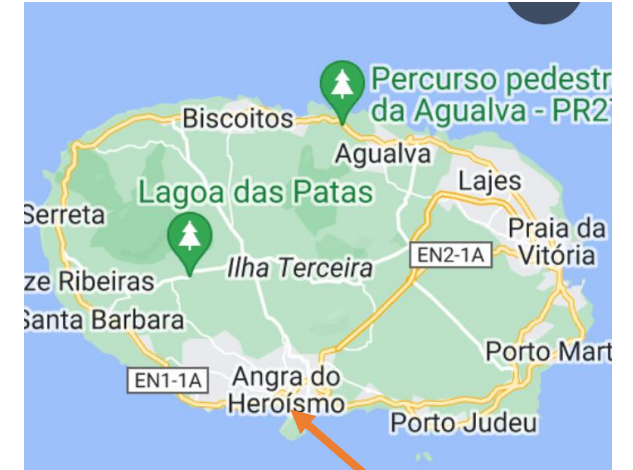 Percurso pedestr
da Agualva - PR2
Biscoitos
Agualva
Lagoa das Patas
Lajes
Serreta
Praia da
Vitória
EN2-1A
Ilha Terceira
ze Ribeiras
Santa Barbara
Porto Mart
EN1-1A
Angra do
Heroísmo
Porto Judeu